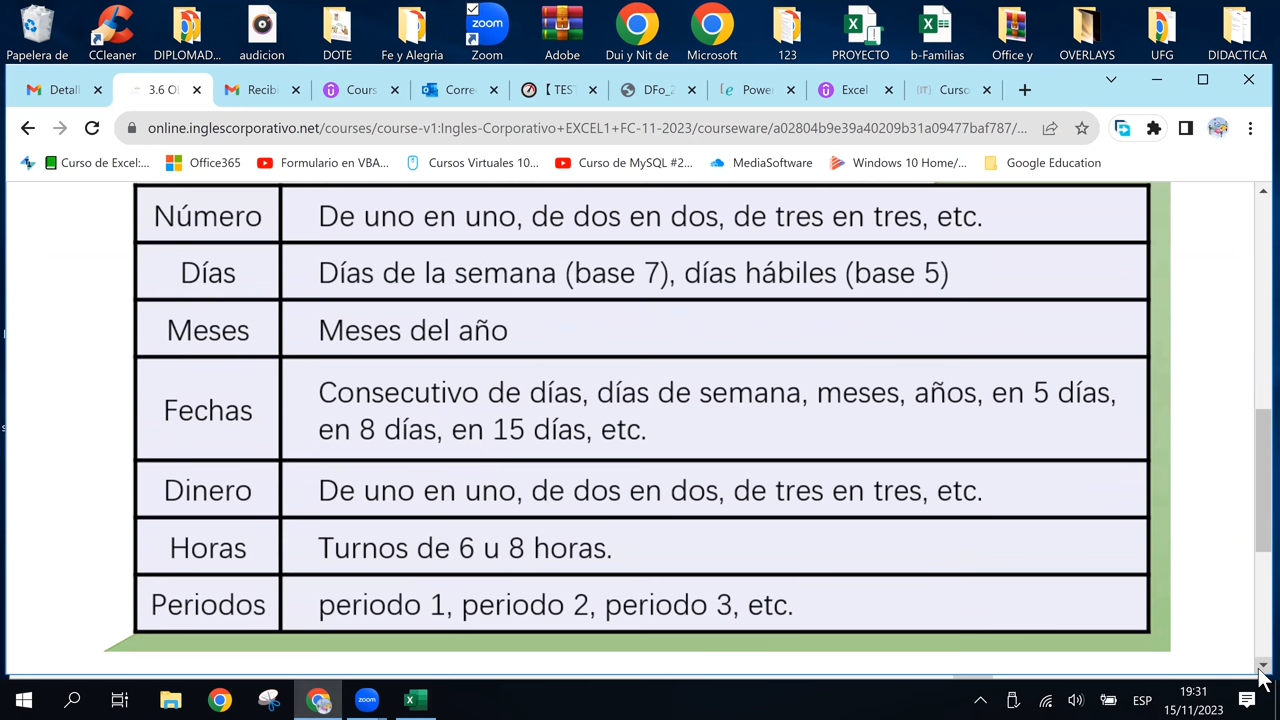 Papelera de
CCleaner
DIPLOMAD...
audicion
DOTE
Fe y Alegria
Zoom
Adobe
Dui y Nit de
Microsoft
123
PROYECTO
b-Familias
Office y
OVERLAYS
UFG
DIDACTICA
zoom
Detall
3.6 Ol
Recib
Cours
Corre
【 TES
DFo_2
Powe
Excel
Curso
online.inglescorporativo.net/courses/course-v1:Ingles-Corporativo+EXCEL1+FC-11-2023/courseware/a02804b9e39b40209b31a09477baf787/...
Curso de Excel:...
Office365
Formulario en VBA...
Cursos Virtuales 10...
Curso de MySQL #2...
MediaSoftware
Windows 10 Home/...
Google Education
Número
De uno en uno, de dos en dos, de tres en tres, etc.
Días
Días de la semana (base 7), días hábiles (base 5)
Meses
Meses del año
Fechas
Consecutivo de días, días de semana, meses, años, en 5 días,
en 8 días, en 15 días, etc.
Dinero
De uno en uno, de dos en dos, de tres en tres, etc.
Horas
Turnos de 6 u 8 horas.
Periodos
periodo 1, periodo 2, periodo 3, etc.
zoom
ESP
19:31
15/11/2023